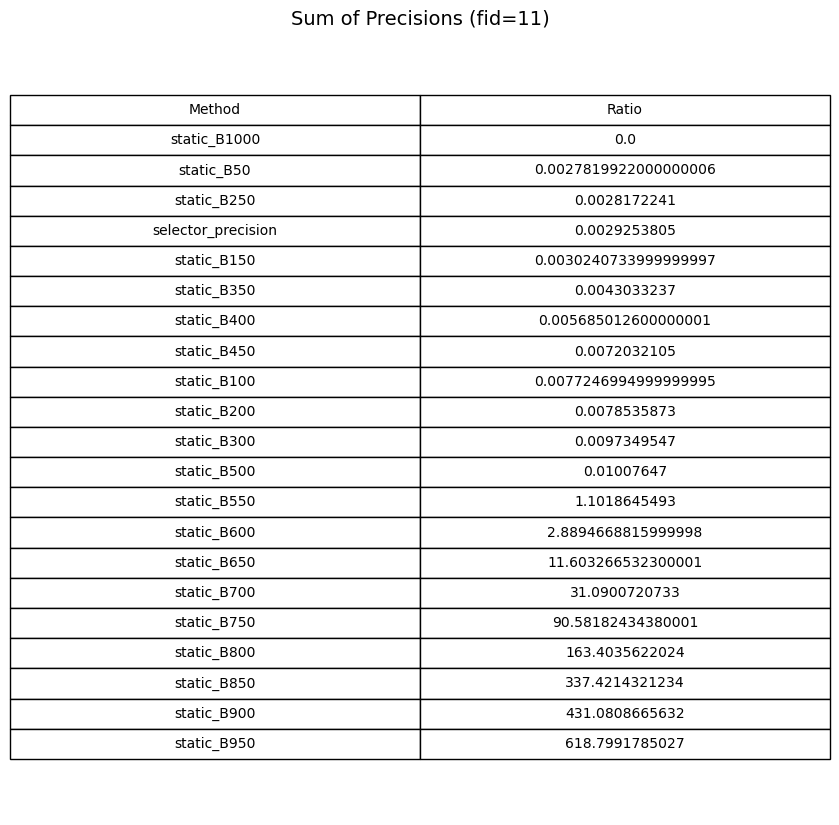 Sum of Precisions (fid=11)
Method Ratio
static_B1000 0.0
static_B50 0.0027819922000000006
static_B250 0.0028172241
selector_precision 0.0029253805
static_B150 0.0030240733999999997
static_B350 0.0043033237
static_B400 0.005685012600000001
static_B450 0.0072032105
static_B100 0.0077246994999999995
static_B200 0.0078535873
static_B300 0.0097349547
static_B500 0.01007647
static_B550 1.1018645493
static_B600 2.8894668815999998
static_B650 11.603266532300001
static_B700 31.0900720733
static_B750 90.58182434380001
static_B800 163.4035622024
static_B850 337.4214321234
static_B900 431.0808665632
static_B950 618.7991785027